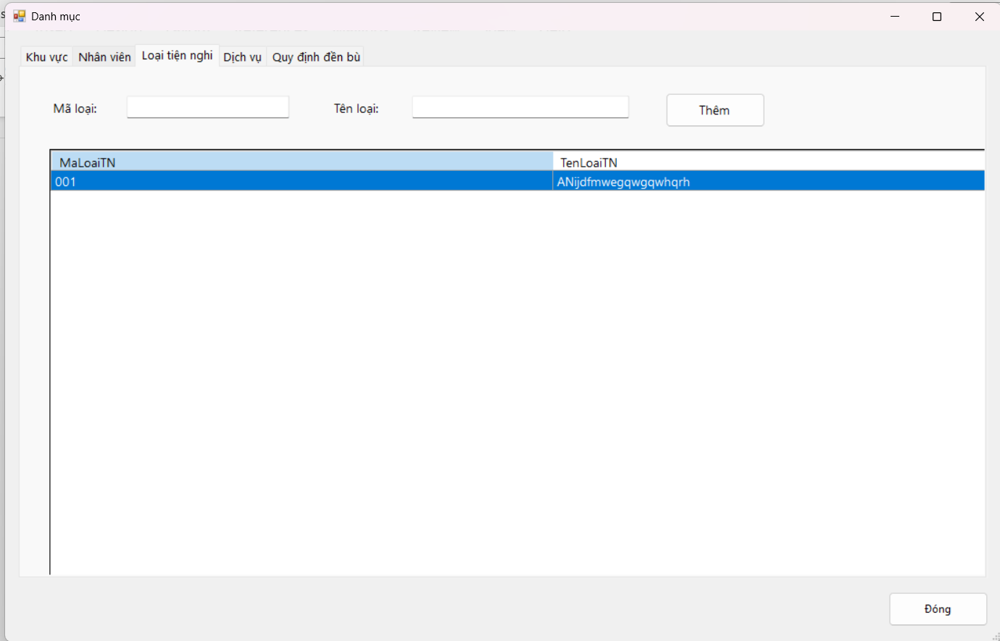 Danh mục
Khu vực Nhân viên Loại tiện nghi Dịch vụ Quy định đền bù
Mã loại: Tên loại: Thêm
MaLoaiTN TenLoaiTN
001 ANijdfmwegqwgqwhqrh
Đóng